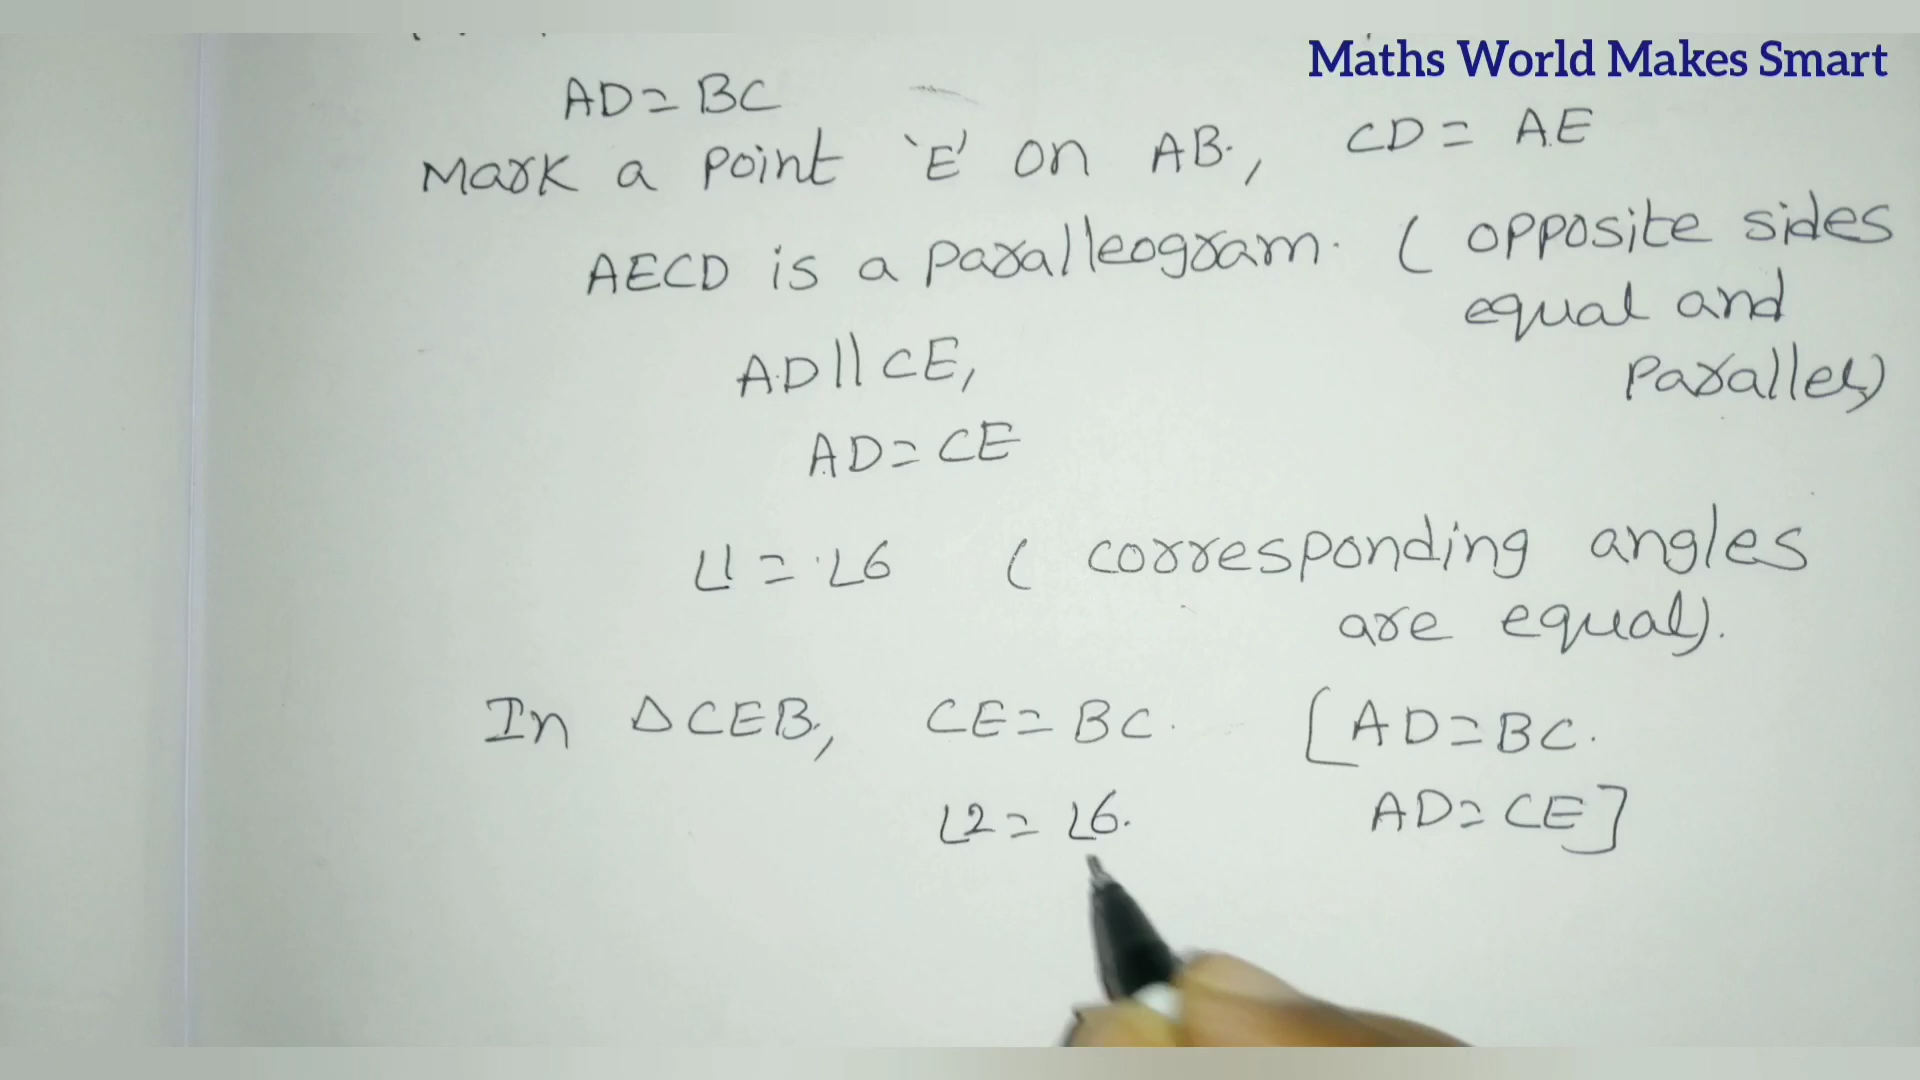 Maths World Makes Smart
AD = BC
Mark a point 'E' on AB., CD = AE
AECD is a paralleogram. ( opposite sides
equal and
parallel)
AD || CE,
AD = CE
∠1 = ∠6 ( corresponding angles
are equal).
In Δ CEB, CE = BC. [AD = BC.
∠2 = ∠6. AD = CE]